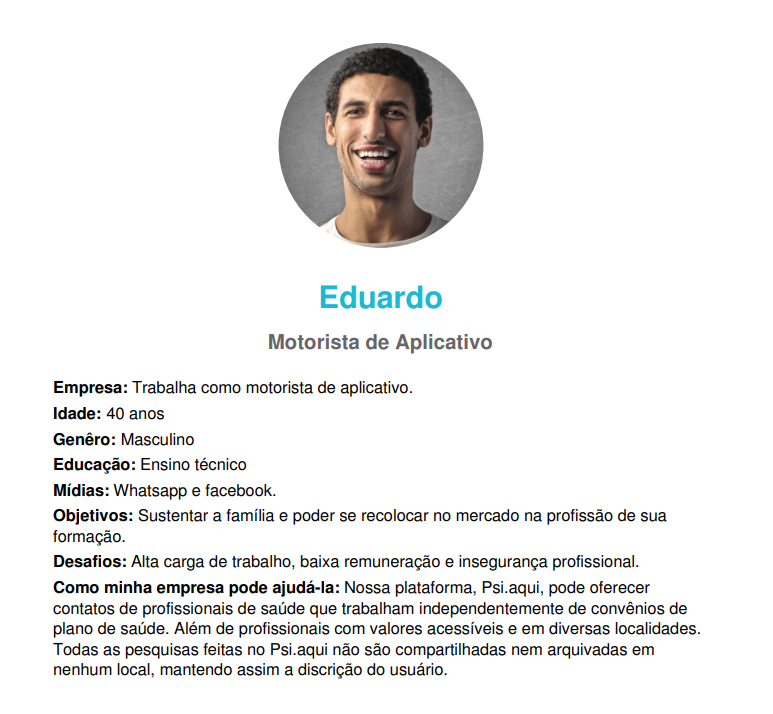 Eduardo
Motorista de Aplicativo
Empresa: Trabalha como motorista de aplicativo.
Idade: 40 anos
Genêro: Masculino
Educação: Ensino técnico
Mídias: Whatsapp e facebook.
Objetivos: Sustentar a família e poder se recolocar no mercado na profissão de sua
formação.
Desafios: Alta carga de trabalho, baixa remuneração e insegurança profissional.
Como minha empresa pode ajudá-la: Nossa plataforma, Psi.aqui, pode oferecer
contatos de profissionais de saúde que trabalham independentemente de convênios de
plano de saúde. Além de profissionais com valores acessíveis e em diversas localidades.
Todas as pesquisas feitas no Psi.aqui não são compartilhadas nem arquivadas em
nenhum local, mantendo assim a discrição do usuário.